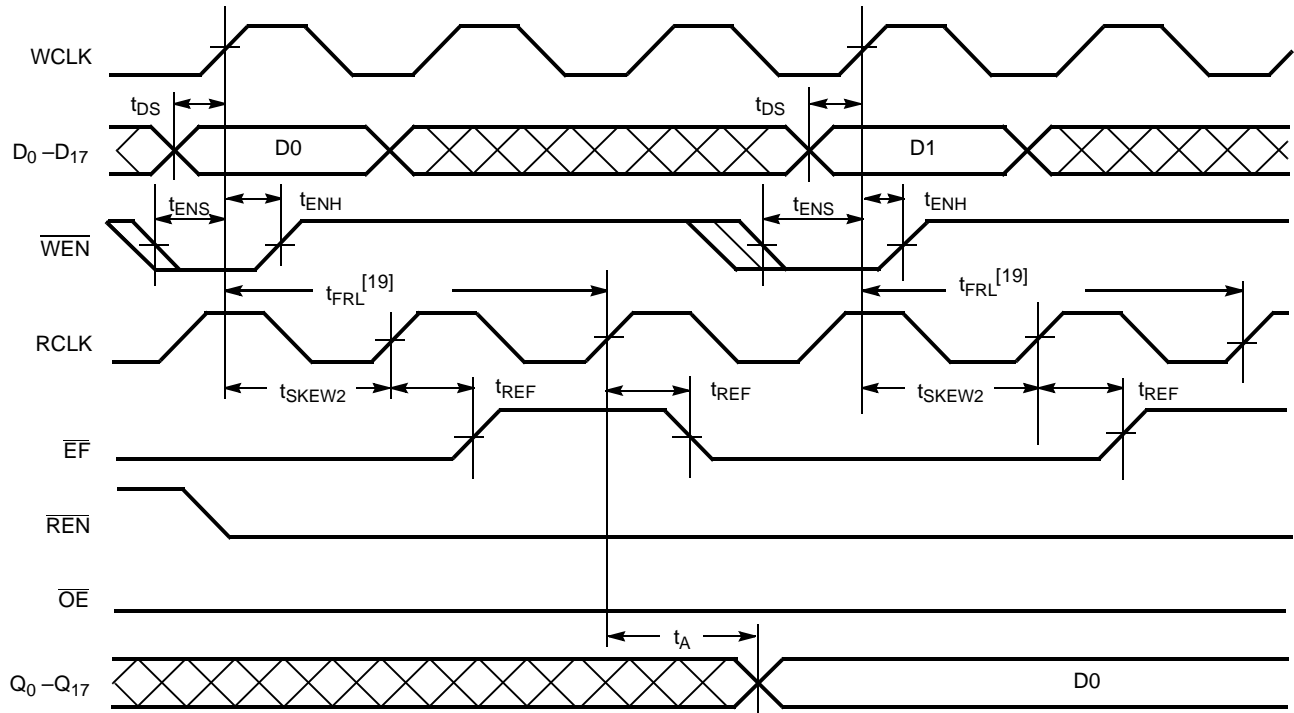 WCLK
tDS tDS
D0 –D17 D0 D1
tENS tENH tENS tENH
WEN
tFRL[19] tFRL[19]
RCLK
tSKEW2 tREF tREF tSKEW2 tREF
EF
REN
OE
tA
Q0 –Q17 D0